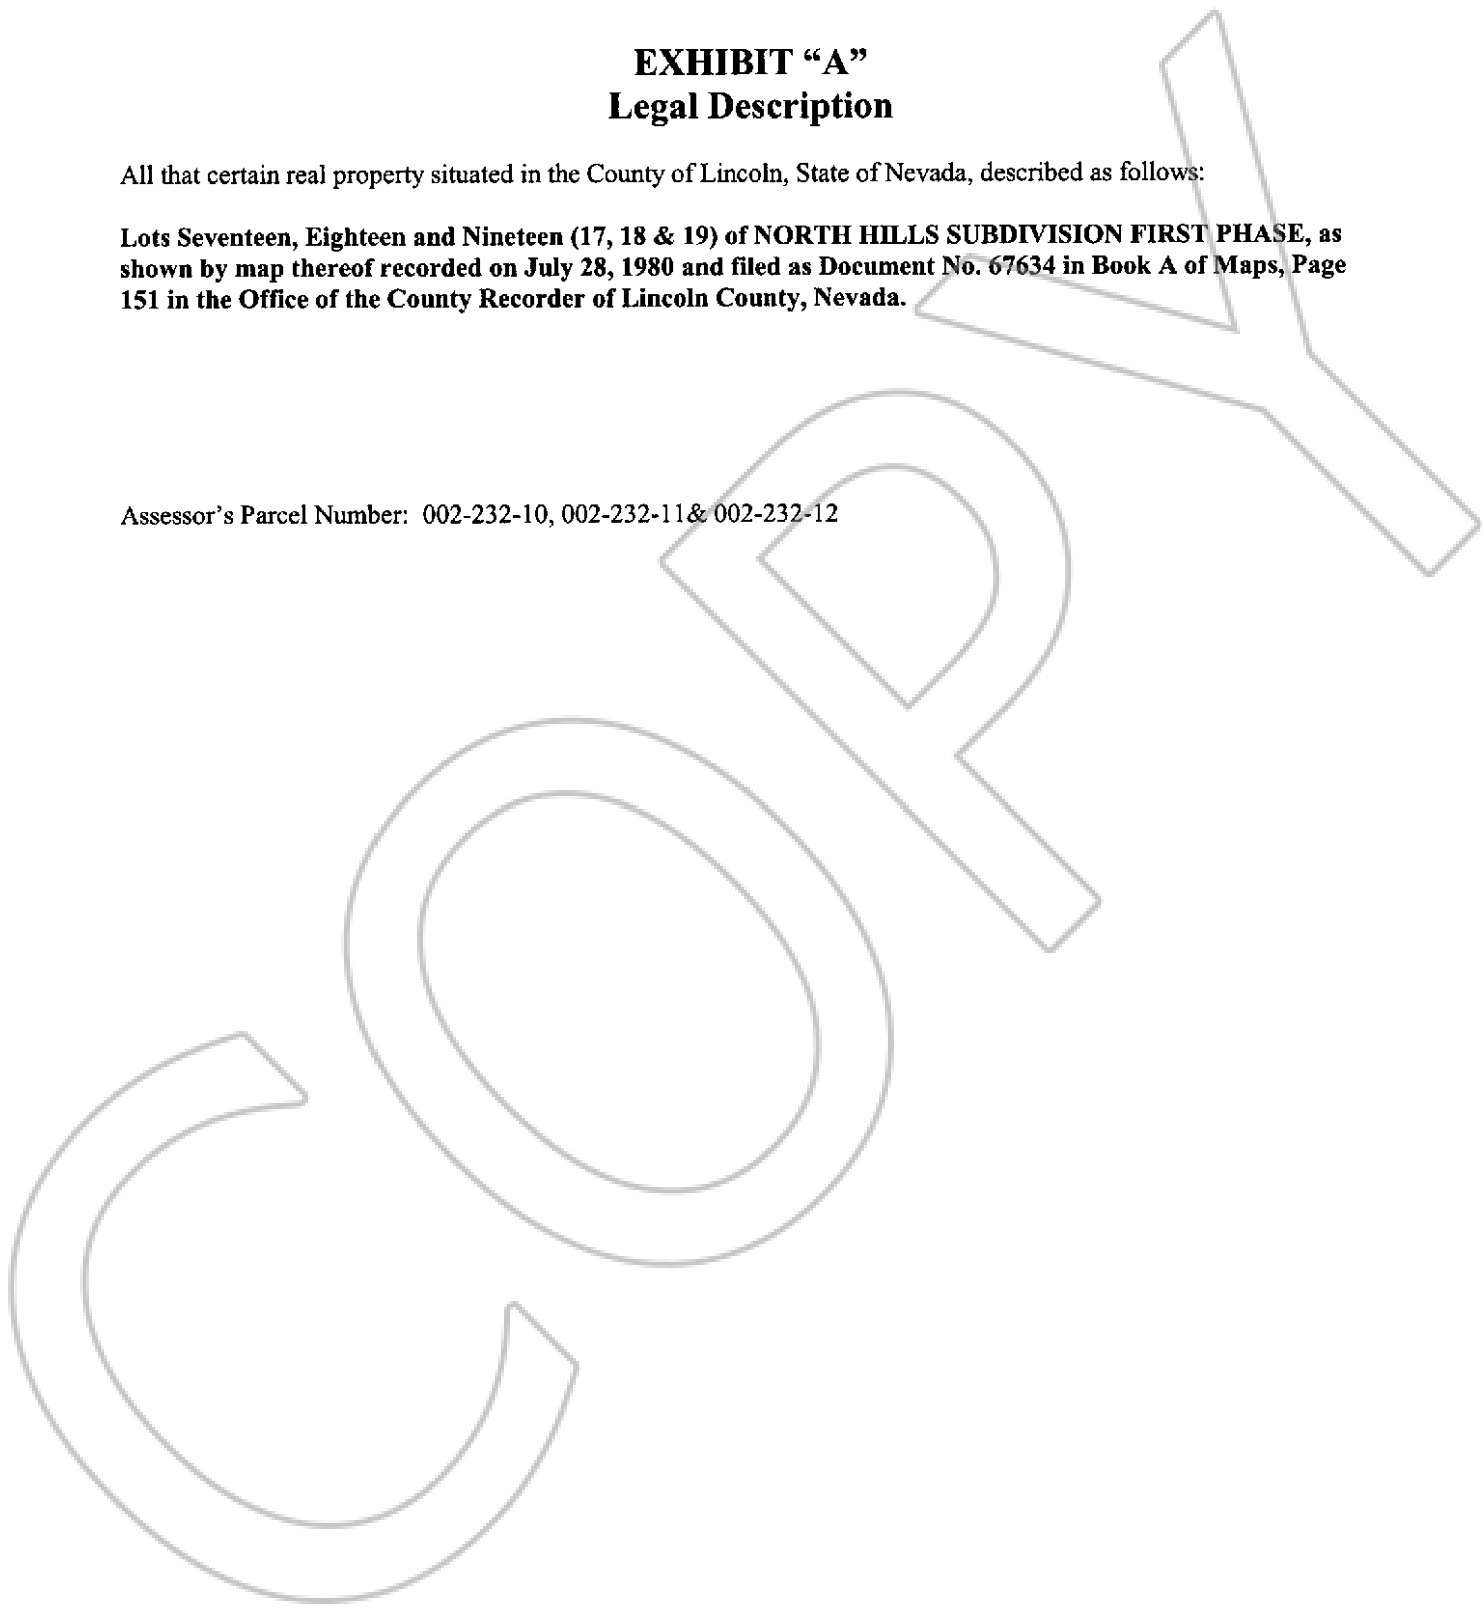 EXHIBIT “A”
Legal Description
All that certain real property situated in the County of Lincoln, State of Nevada, described as follows:
Lots Seventeen, Eighteen and Nineteen (17, 18 & 19) of NORTH HILLS SUBDIVISION FIRST PHASE, as
shown by map thereof recorded on July 28, 1980 and filed as Document No. 67634 in Book A of Maps, Page
151 in the Office of the County Recorder of Lincoln County, Nevada.
Assessor’s Parcel Number:  002-232-10, 002-232-11& 002-232-12
COPY